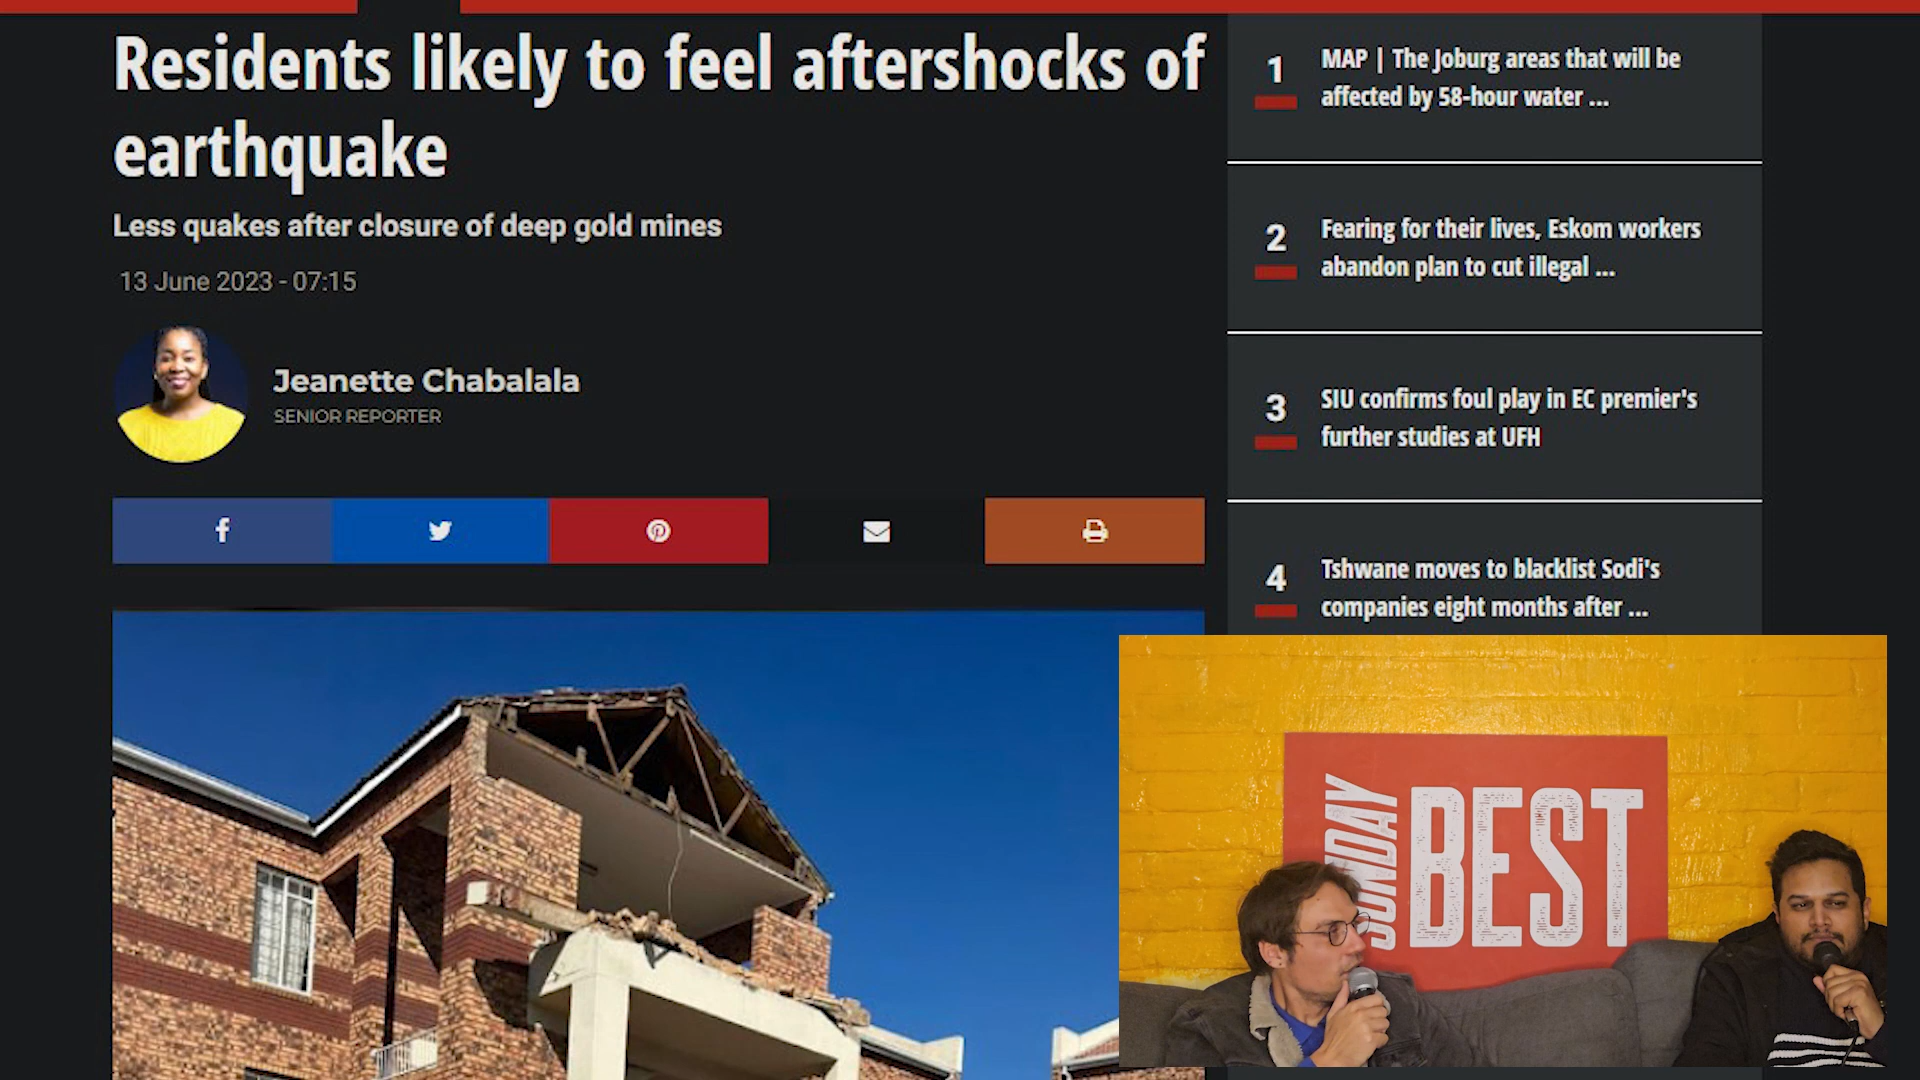 Residents likely to feel aftershocks of
earthquake
Less quakes after closure of deep gold mines
13 June 2023 - 07:15
Jeanette Chabalala
SENIOR REPORTER
1
MAP | The Joburg areas that will be
affected by 58-hour water ...
2
Fearing for their lives, Eskom workers
abandon plan to cut illegal ...
3
SIU confirms foul play in EC premier's
further studies at UFH
4
Tshwane moves to blacklist Sodi's
companies eight months after ...
SUNDAY
BEST